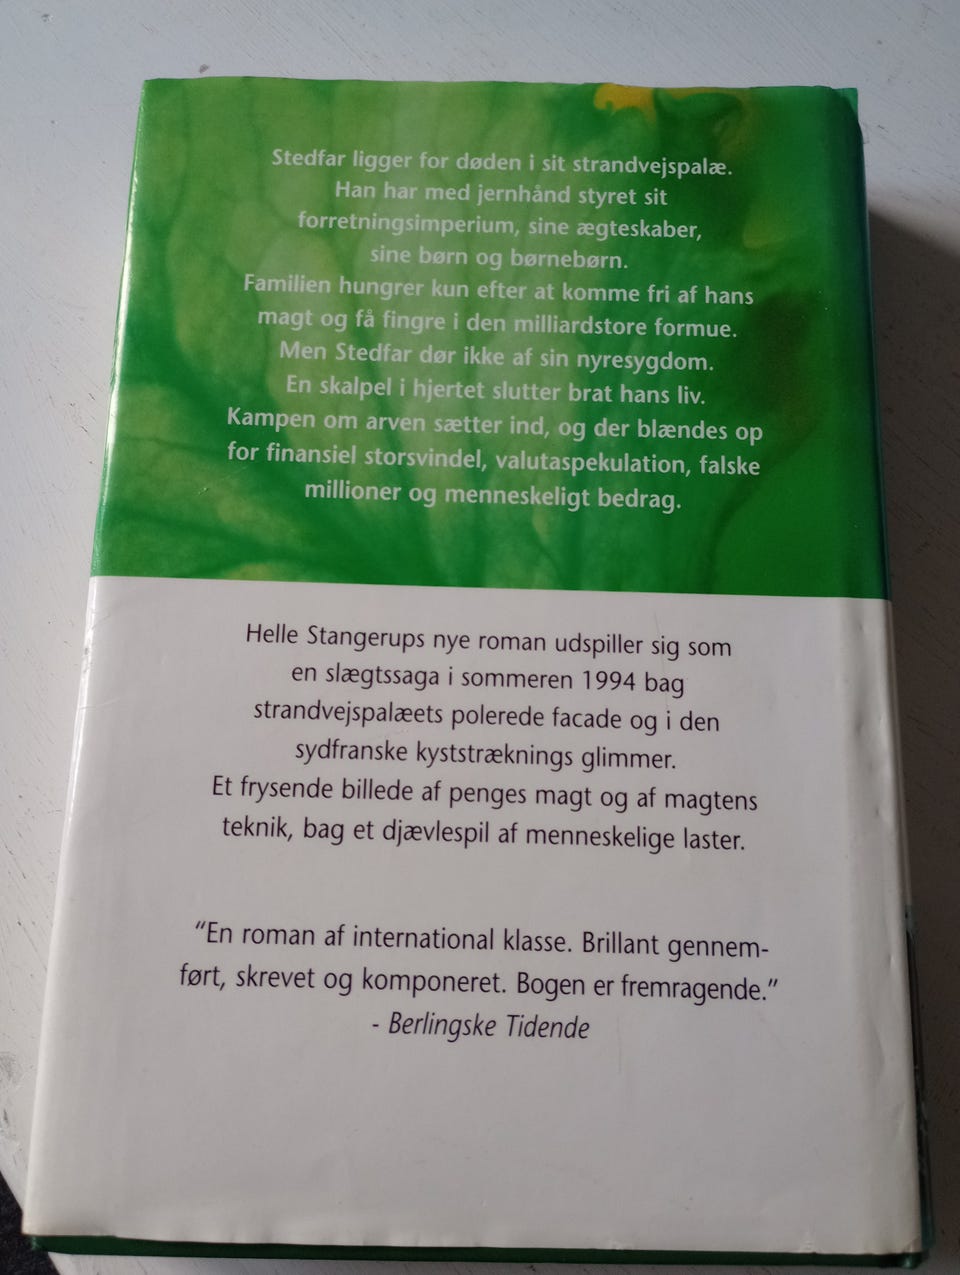 Stedfar ligger for døden i sit strandvejspalæ.
Han har med jernhånd styret sit
forretningsimperium, sine ægteskaber,
sine børn og børnebørn.
Familien hungrer kun efter at komme fri af hans
magt og få fingre i den milliardstore formue.
Men Stedfar dør ikke af sin nyresygdom.
En skalpel i hjertet slutter brat hans liv.
Kampen om arven sætter ind, og der blændes op
for finansiel storsvindel, valutaspekulation, falske
millioner og menneskeligt bedrag.
Helle Stangerups nye roman udspiller sig som
en slægtssaga i sommeren 1994 bag
strandvejspalæets polerede facade og i den
sydfranske kyststræknings glimmer.
Et frysende billede af penges magt og af magtens
teknik, bag et djævlespil af menneskelige laster.
"En roman af international klasse. Brillant gennem-
ført, skrevet og komponeret. Bogen er fremragende."
- Berlingske Tidende